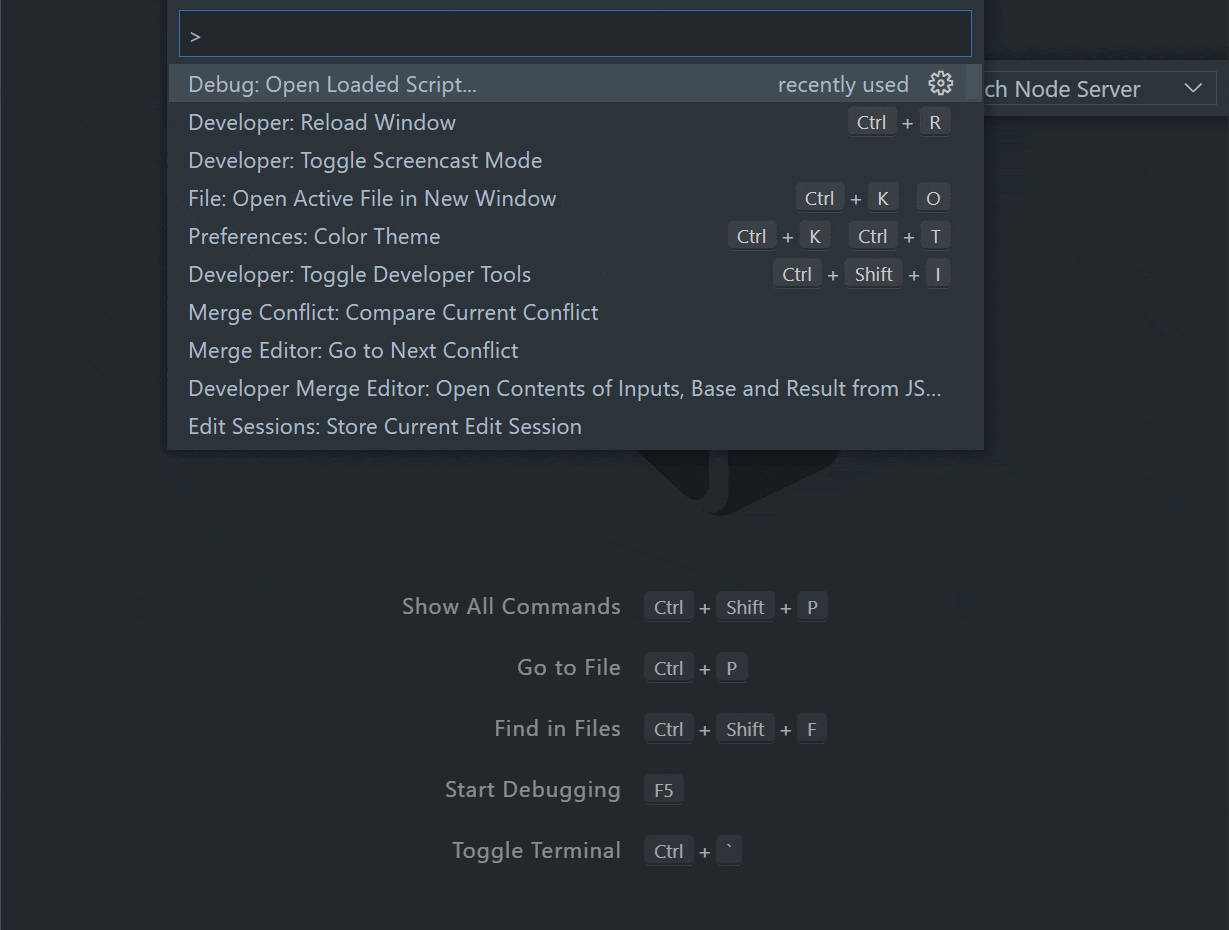 >
Debug: Open Loaded Script... recently used
ch Node Server
Developer: Reload Window Ctrl + R
Developer: Toggle Screencast Mode
File: Open Active File in New Window Ctrl + K O
Preferences: Color Theme Ctrl + K Ctrl + T
Developer: Toggle Developer Tools Ctrl + Shift + I
Merge Conflict: Compare Current Conflict
Merge Editor: Go to Next Conflict
Developer Merge Editor: Open Contents of Inputs, Base and Result from JS...
Edit Sessions: Store Current Edit Session
Show All Commands Ctrl + Shift + P
Go to File Ctrl + P
Find in Files Ctrl + Shift + F
Start Debugging F5
Toggle Terminal Ctrl + `